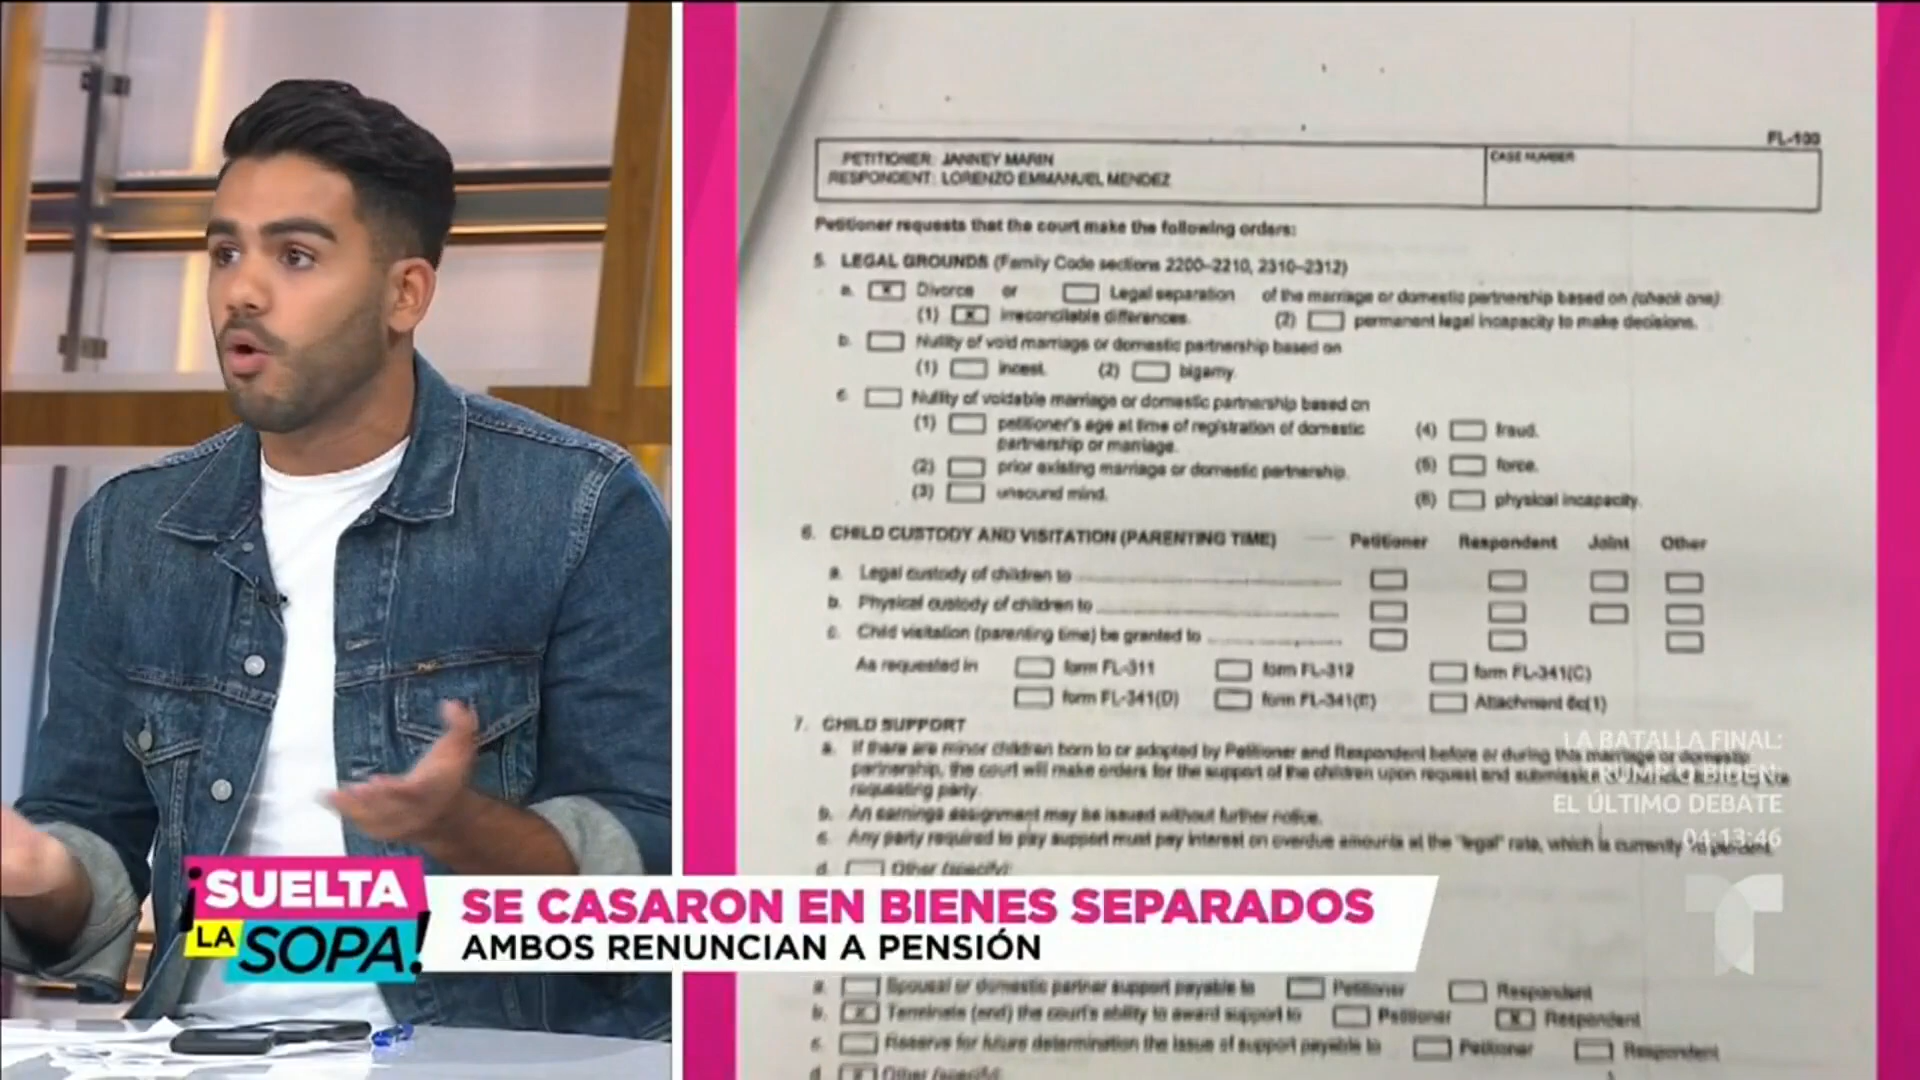 FL-100
PETITIONER: JANNEY MARIN
RESPONDENT: LORENZO EMMANUEL MENDEZ
CASE NUMBER
Petitioner requests that the court make the following orders:
5. LEGAL GROUNDS (Family Code sections 2200–2210, 2310–2312)
a. Divorce or Legal separation of the marriage or domestic partnership based on (check one):
(1) irreconcilable differences. (2) permanent legal incapacity to make decisions.
b. Nullity of void marriage or domestic partnership based on
(1) incest. (2) bigamy.
c. Nullity of voidable marriage or domestic partnership based on
(1) petitioner's age at time of registration of domestic partnership or marriage. (4) fraud.
(2) prior existing marriage or domestic partnership. (5) force.
(3) unsound mind. (6) physical incapacity.
6. CHILD CUSTODY AND VISITATION (PARENTING TIME) Petitioner Respondent Joint Other
a. Legal custody of children to
b. Physical custody of children to
c. Child visitation (parenting time) be granted to
As requested in form FL-311 form FL-312 form FL-341(C)
form FL-341(D) form FL-341(E) Attachment 6c(1)
7. CHILD SUPPORT
a. If there are minor children born to or adopted by Petitioner and Respondent before or during this marriage or domestic
partnership, the court will make orders for the support of the children upon request and submission
requesting party.
b. An earnings assignment may be issued without further notice.
c. Any party required to pay support must pay interest on overdue amounts at the "legal" rate, which is currently
d. Other (specify):
LA BATALLA FINAL:
TRUMP O BIDEN:
EL ÚLTIMO DEBATE
04:13:46
¡SUELTA
LA SOPA!
SE CASARON EN BIENES SEPARADOS
AMBOS RENUNCIAN A PENSIÓN
a. Spousal or domestic partner support payable to Petitioner Respondent
b. Terminate (end) the court's ability to award support to Petitioner Respondent
c. Reserve for future determination the issue of support payable to Petitioner Respondent
d. Other (specify):